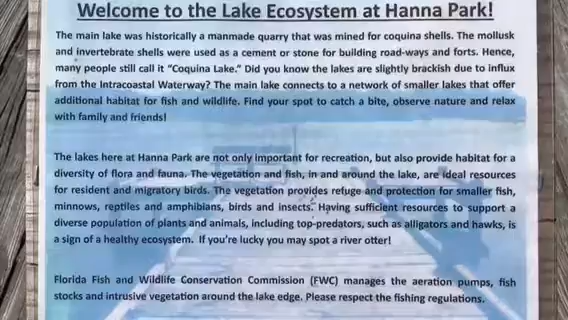 Welcome to the Lake Ecosystem at Hanna Park!
The main lake was historically a manmade quarry that was mined for coquina shells. The mollusk
and invertebrate shells were used as a cement or stone for building road-ways and forts. Hence,
many people still call it “Coquina Lake.” Did you know the lakes are slightly brackish due to influx
from the Intracoastal Waterway? The main lake connects to a network of smaller lakes that offer
additional habitat for fish and wildlife. Find your spot to catch a bite, observe nature and relax
with family and friends!
The lakes here at Hanna Park are not only important for recreation, but also provide habitat for a
diversity of flora and fauna. The vegetation and fish, in and around the lake, are ideal resources
for resident and migratory birds. The vegetation provides refuge and protection for smaller fish,
minnows, reptiles and amphibians, birds and insects. Having sufficient resources to support a
diverse population of plants and animals, including top-predators, such as alligators and hawks, is
a sign of a healthy ecosystem. If you're lucky you may spot a river otter!
Florida Fish and Wildlife Conservation Commission (FWC) manages the aeration pumps, fish
stocks and intrusive vegetation around the lake edge. Please respect the fishing regulations.